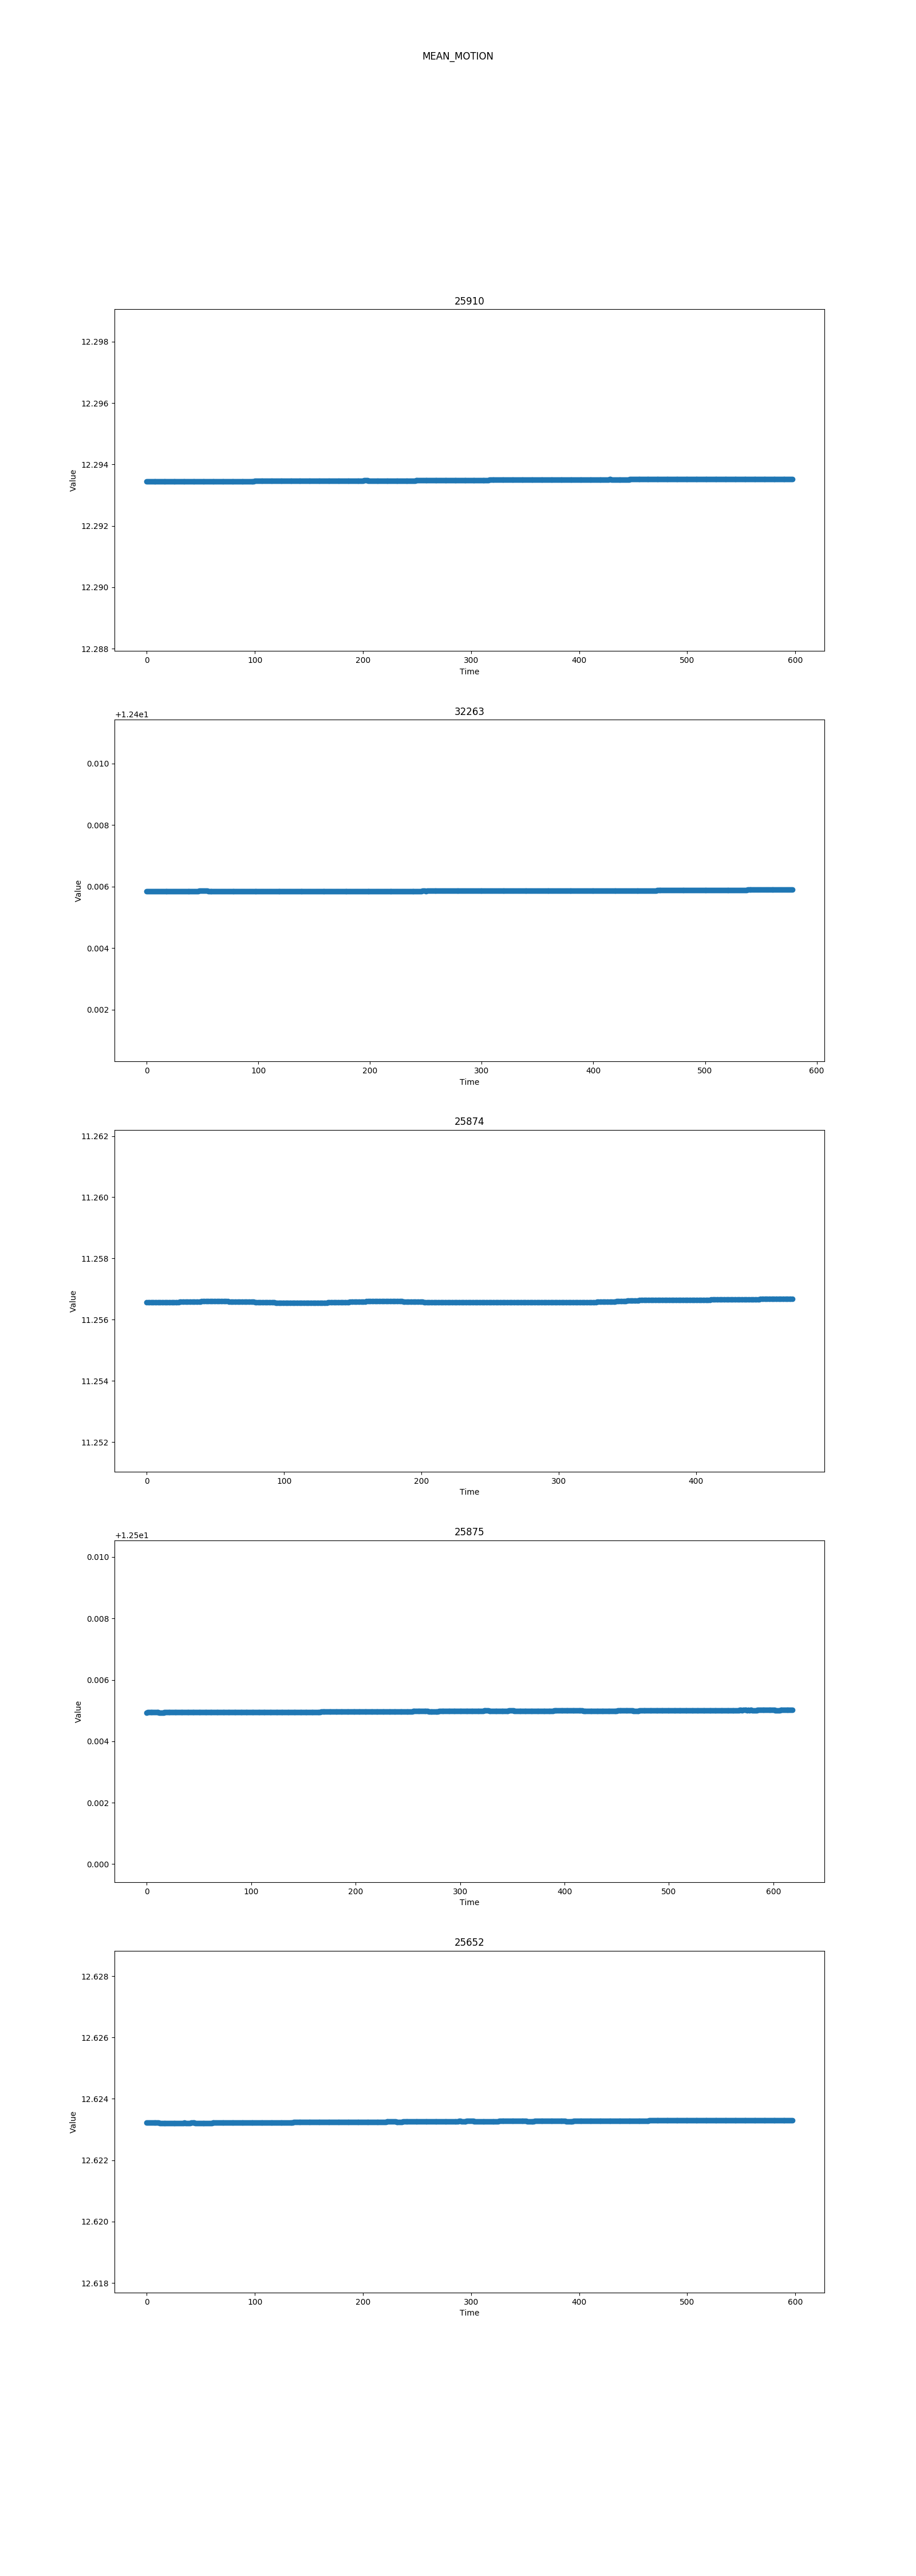 MEAN_MOTION
25910
12.298
12.296
12.294
12.292
12.290
12.288
Value
0 100 200 300 400 500 600
Time
32263
+1.24e1
0.010
0.008
0.006
0.004
0.002
Value
0 100 200 300 400 500 600
Time
25874
11.262
11.260
11.258
11.256
11.254
11.252
Value
0 100 200 300 400
Time
25875
+1.25e1
0.010
0.008
0.006
0.004
0.002
0.000
Value
0 100 200 300 400 500 600
Time
25652
12.628
12.626
12.624
12.622
12.620
12.618
Value
0 100 200 300 400 500 600
Time